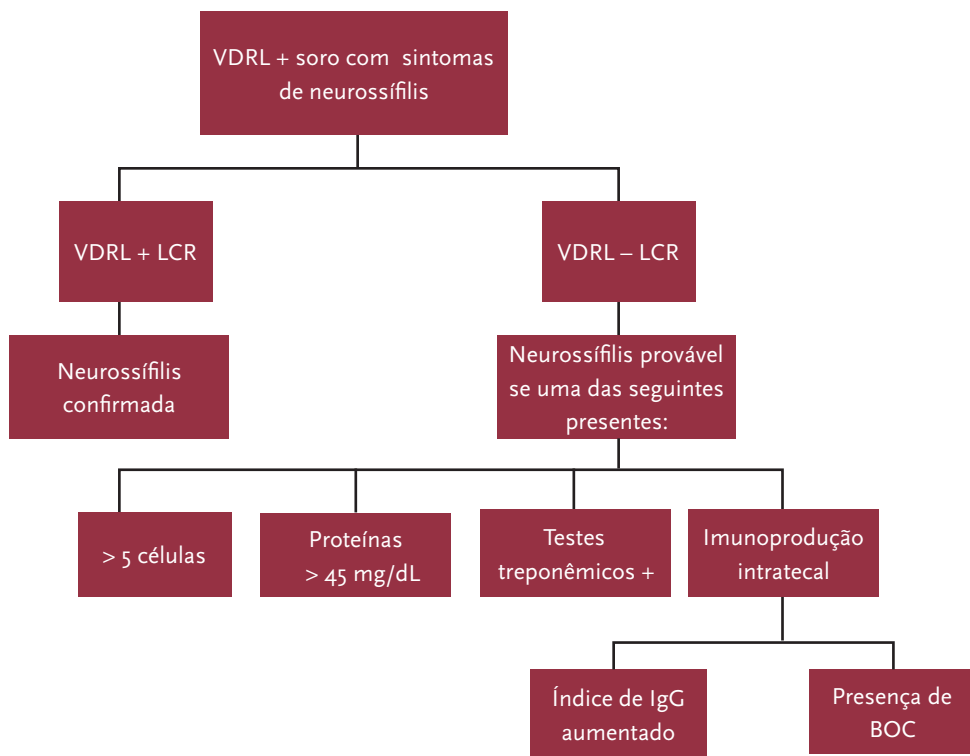 VDRL + soro com sintomas
de neurossífilis
VDRL + LCR
VDRL – LCR
Neurossífilis
confirmada
Neurossífilis provável
se uma das seguintes
presentes:
> 5 células
Proteínas
> 45 mg/dL
Testes
treponêmicos +
Imunoprodução
intratecal
Índice de IgG
aumentado
Presença de
BOC